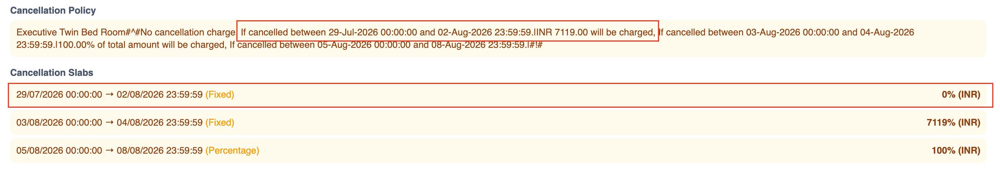 Cancellation Policy
Executive Twin Bed Room#^#No cancellation charge, If cancelled between 29-Jul-2026 00:00:00 and 02-Aug-2026 23:59:59.|INR 7119.00 will be charged, If cancelled between 03-Aug-2026 00:00:00 and 04-Aug-2026
23:59:59.|100.00% of total amount will be charged, If cancelled between 05-Aug-2026 00:00:00 and 08-Aug-2026 23:59:59.|#!#
Cancellation Slabs
29/07/2026 00:00:00 → 02/08/2026 23:59:59 (Fixed) 0% (INR)
03/08/2026 00:00:00 → 04/08/2026 23:59:59 (Fixed) 7119% (INR)
05/08/2026 00:00:00 → 08/08/2026 23:59:59 (Percentage) 100% (INR)